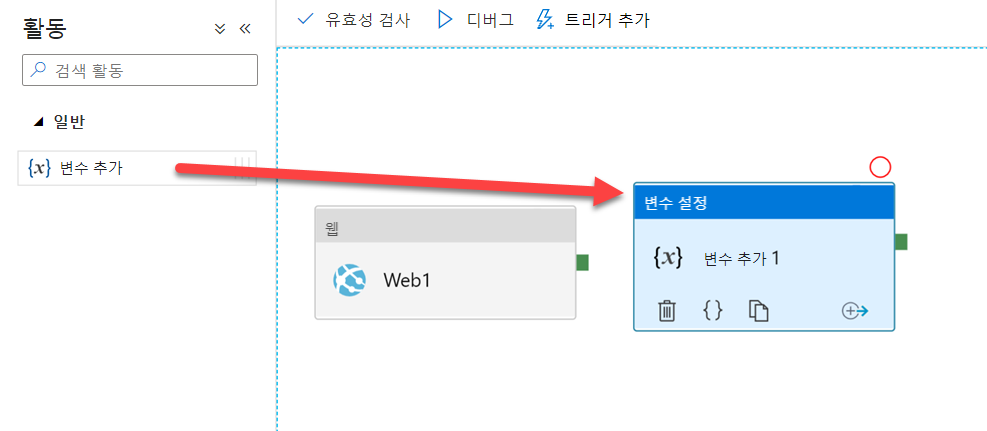 활동
유효성 검사
디버그
트리거 추가
검색 활동
일반
{x} 변수 추가
변수 설정
{x} 변수 추가 1
웹
Web1